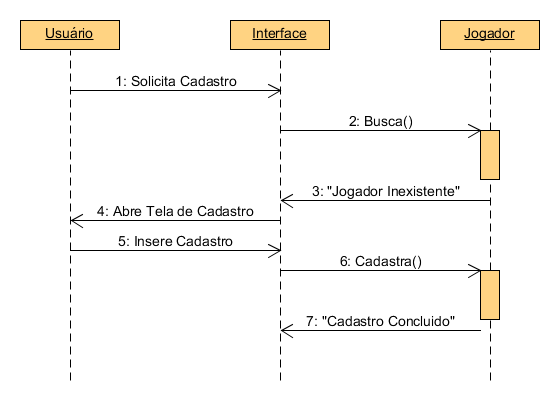 Usuário
Interface
Jogador
1: Solicita Cadastro
2: Busca()
3: "Jogador Inexistente"
4: Abre Tela de Cadastro
5: Insere Cadastro
6: Cadastra()
7: "Cadastro Concluido"